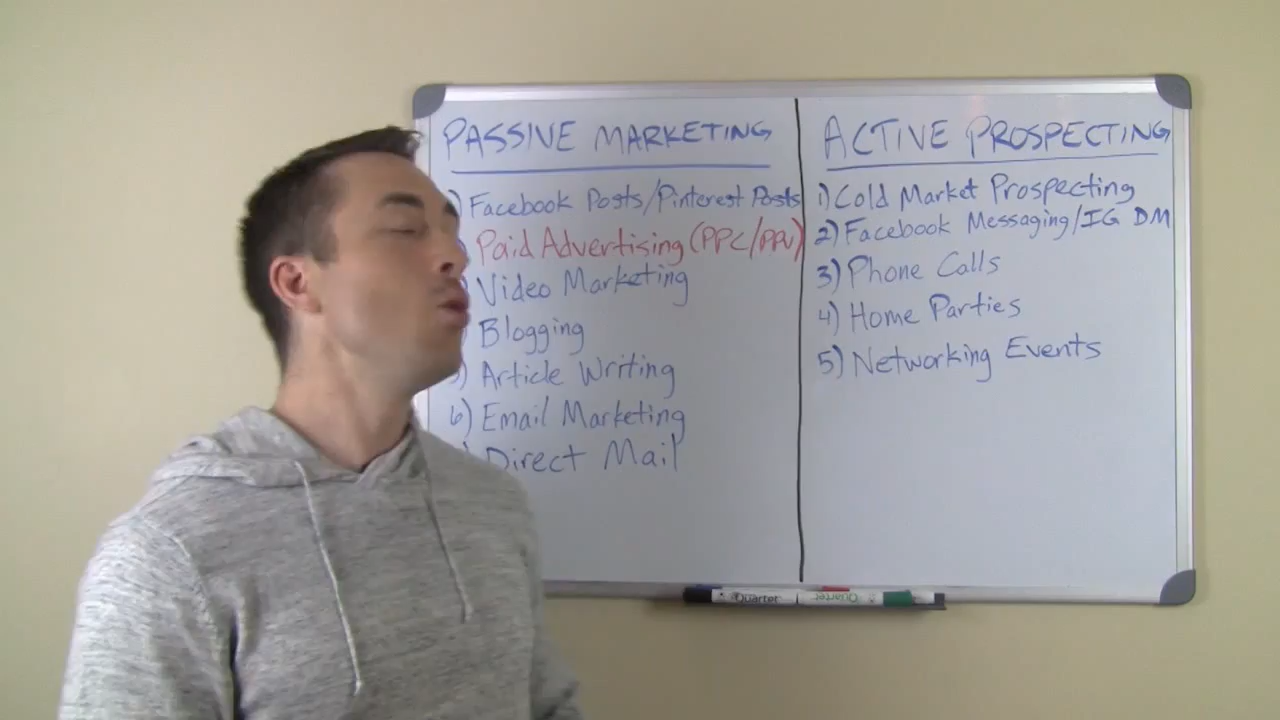 PASSIVE MARKETING
) Facebook Posts/Pinterest Posts
Paid Advertising (PPC/PPV)
Video Marketing
Blogging
) Article Writing
6) Email Marketing
) Direct Mail
ACTIVE PROSPECTING
1) Cold Market Prospecting
2) Facebook Messaging/IG DM
3) Phone Calls
4) Home Parties
5) Networking Events
Quartet
Quartet